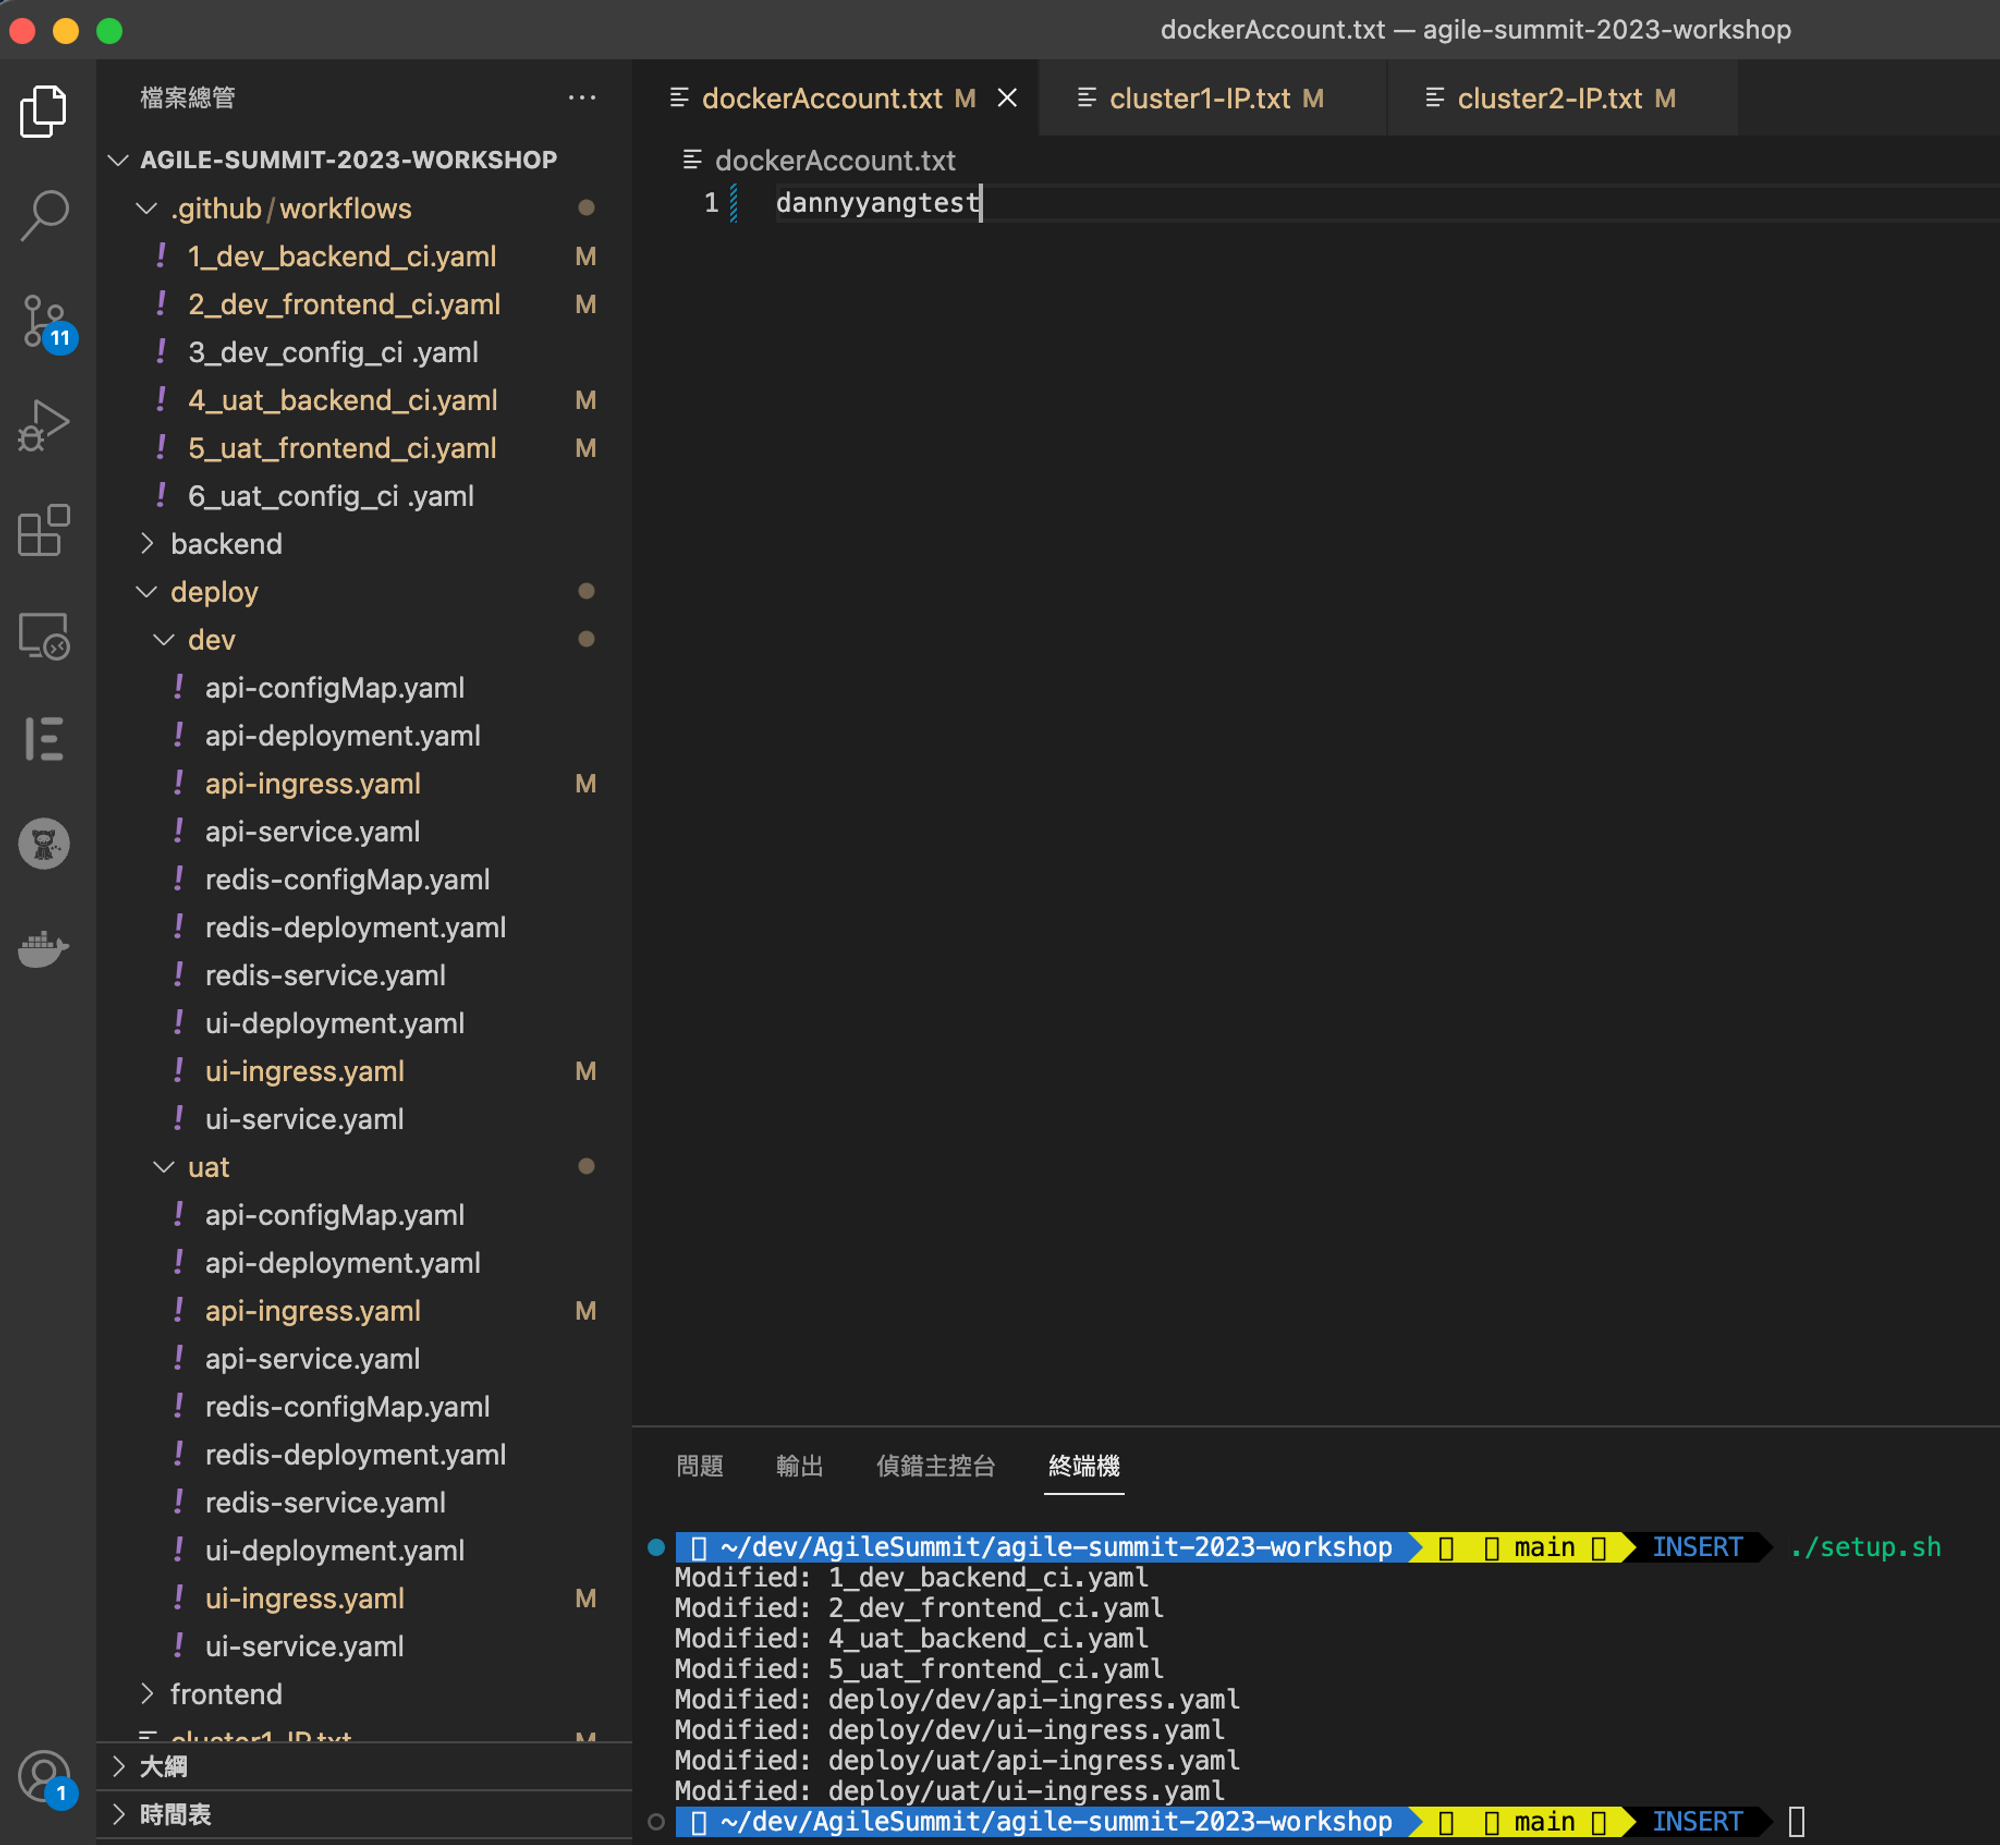 dockerAccount.txt — agile-summit-2023-workshop
檔案總管
AGILE-SUMMIT-2023-WORKSHOP
.github/workflows
! 1_dev_backend_ci.yaml M
! 2_dev_frontend_ci.yaml M
! 3_dev_config_ci .yaml
! 4_uat_backend_ci.yaml M
! 5_uat_frontend_ci.yaml M
! 6_uat_config_ci .yaml
backend
deploy
dev
! api-configMap.yaml
! api-deployment.yaml
! api-ingress.yaml M
! api-service.yaml
! redis-configMap.yaml
! redis-deployment.yaml
! redis-service.yaml
! ui-deployment.yaml
! ui-ingress.yaml M
! ui-service.yaml
uat
! api-configMap.yaml
! api-deployment.yaml
! api-ingress.yaml M
! api-service.yaml
! redis-configMap.yaml
! redis-deployment.yaml
! redis-service.yaml
! ui-deployment.yaml
! ui-ingress.yaml M
! ui-service.yaml
frontend
cluster1-IP.txt M
大綱
時間表
11
1
dockerAccount.txt M cluster1-IP.txt M cluster2-IP.txt M
dockerAccount.txt
1 dannyyangtest
問題 輸出 偵錯主控台 終端機
~/dev/AgileSummit/agile-summit-2023-workshop main INSERT ./setup.sh
Modified: 1_dev_backend_ci.yaml
Modified: 2_dev_frontend_ci.yaml
Modified: 4_uat_backend_ci.yaml
Modified: 5_uat_frontend_ci.yaml
Modified: deploy/dev/api-ingress.yaml
Modified: deploy/dev/ui-ingress.yaml
Modified: deploy/uat/api-ingress.yaml
Modified: deploy/uat/ui-ingress.yaml
~/dev/AgileSummit/agile-summit-2023-workshop main INSERT